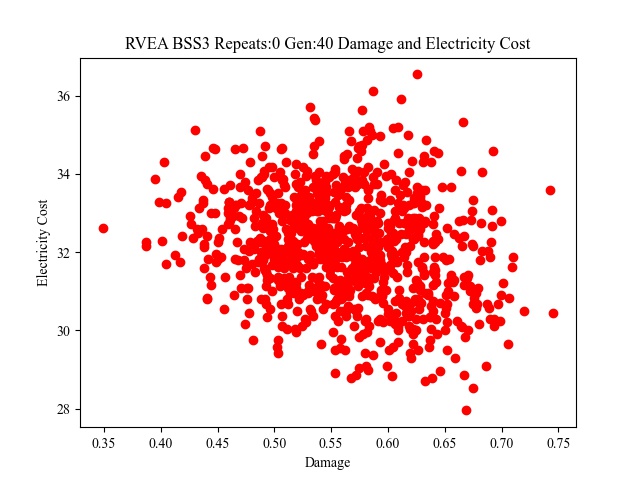 RVEA BSS3 Repeats:0 Gen:40 Damage and Electricity Cost
36
34
32
30
28
Electricity Cost
0.35 0.40 0.45 0.50 0.55 0.60 0.65 0.70 0.75
Damage